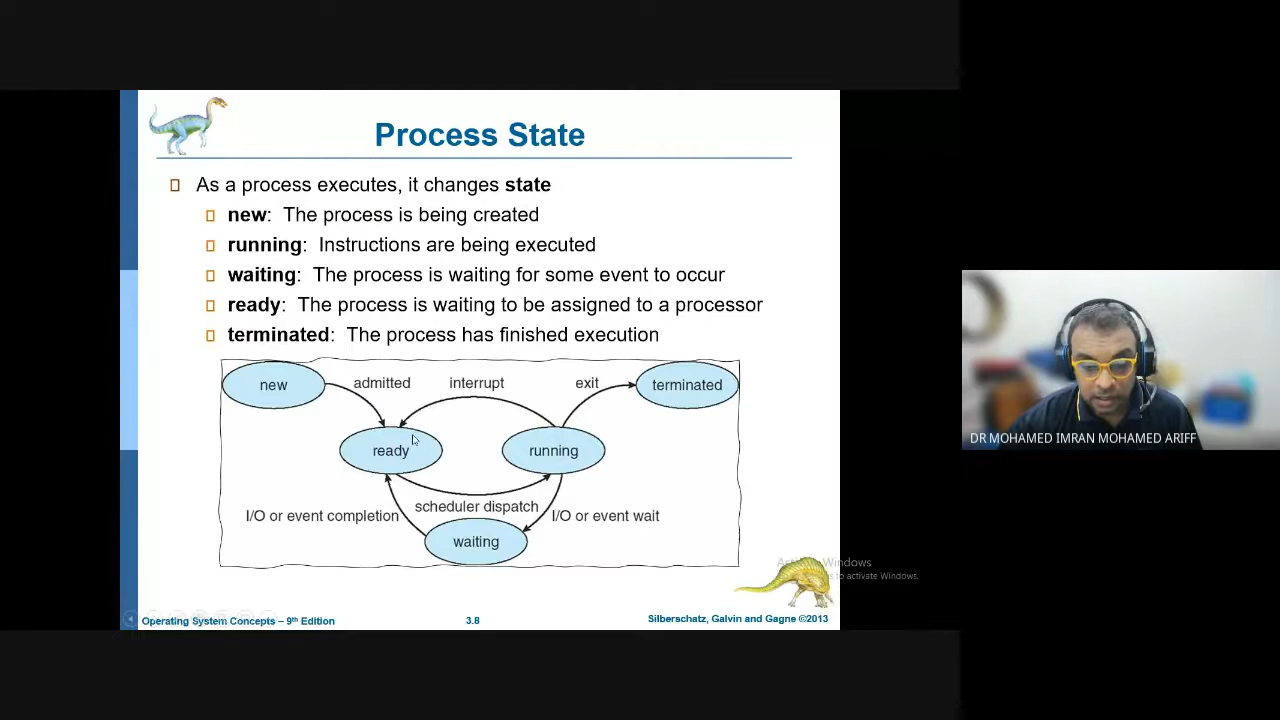 Process State
As a process executes, it changes state
new: The process is being created
running: Instructions are being executed
waiting: The process is waiting for some event to occur
ready: The process is waiting to be assigned to a processor
terminated: The process has finished execution
new
admitted
interrupt
exit
terminated
ready
running
I/O or event completion
scheduler dispatch
I/O or event wait
waiting
DR MOHAMED IMRAN MOHAMED ARIFF
Windows
to activate Windows.
Operating System Concepts – 9th Edition
3.8
Silberschatz, Galvin and Gagne ©2013